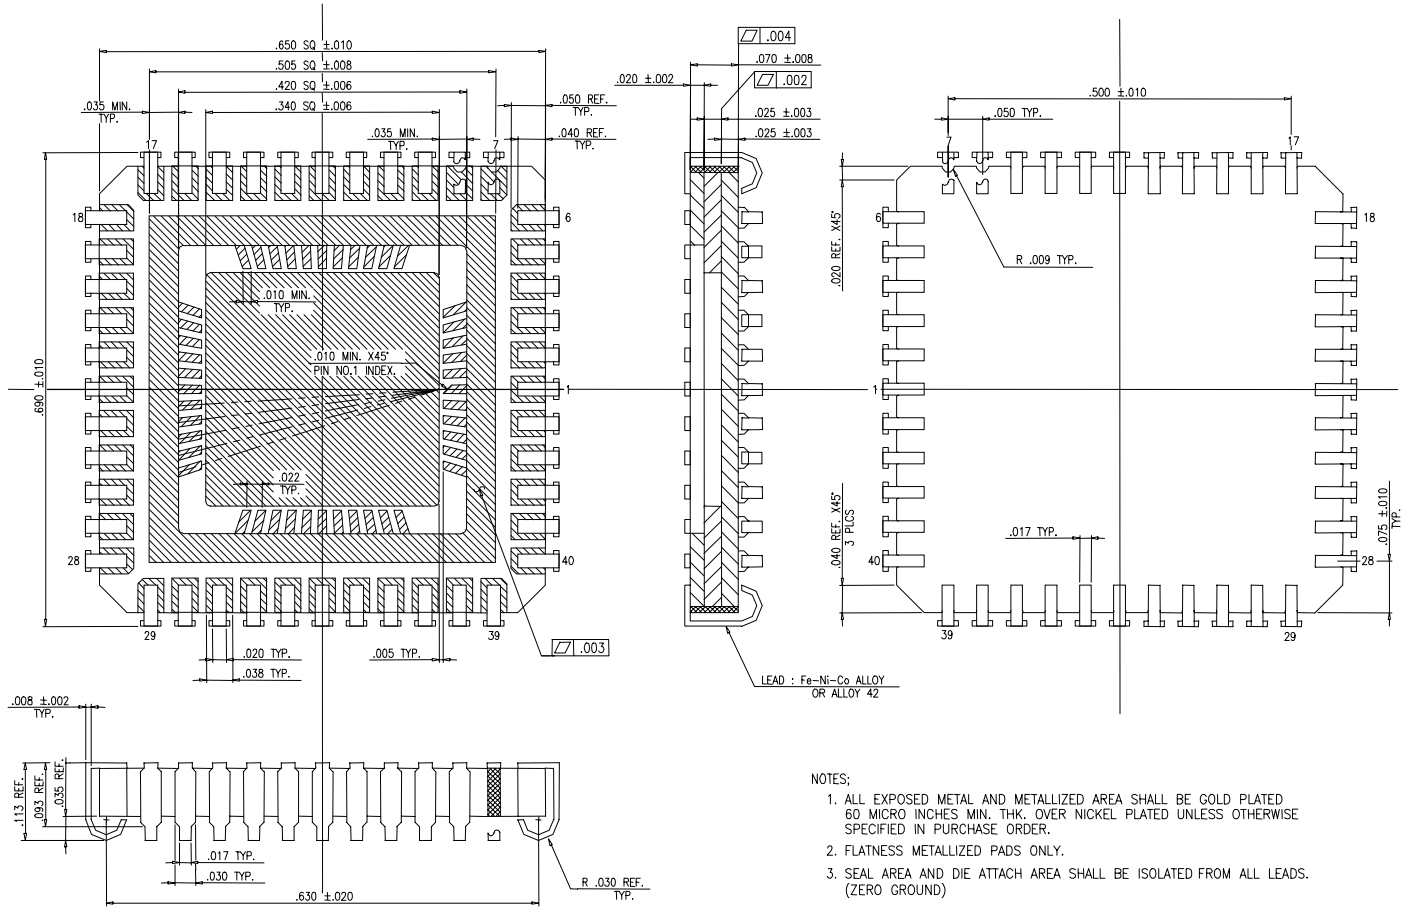 .650 SQ ±.010
.505 SQ ±.008
.420 SQ ±.006
.340 SQ ±.006
.035 MIN.
TYP.
.035 MIN.
TYP.
.050 REF.
TYP.
.040 REF.
TYP.
17
7
18
6
1
28
40
29
39
.690 ±.010
.010 MIN.
TYP.
.010 MIN. X45°
PIN NO.1 INDEX.
.022
TYP.
.020 TYP.
.038 TYP.
.005 TYP.
.003
.004
.070 ±.008
.020 ±.002
.002
.025 ±.003
.025 ±.003
LEAD : Fe-Ni-Co ALLOY
OR ALLOY 42
.500 ±.010
.050 TYP.
7
17
6
18
1
40
28
39
29
R .009 TYP.
.020 REF. X45°
.040 REF. X45°
3 PLCS
.017 TYP.
.075 ±.010
TYP.
.008 ±.002
TYP.
.113 REF.
.093 REF.
.035 REF.
.017 TYP.
.030 TYP.
.630 ±.020
R .030 REF.
TYP.
NOTES;
1. ALL EXPOSED METAL AND METALLIZED AREA SHALL BE GOLD PLATED
60 MICRO INCHES MIN. THK. OVER NICKEL PLATED UNLESS OTHERWISE
SPECIFIED IN PURCHASE ORDER.
2. FLATNESS METALLIZED PADS ONLY.
3. SEAL AREA AND DIE ATTACH AREA SHALL BE ISOLATED FROM ALL LEADS.
(ZERO GROUND)